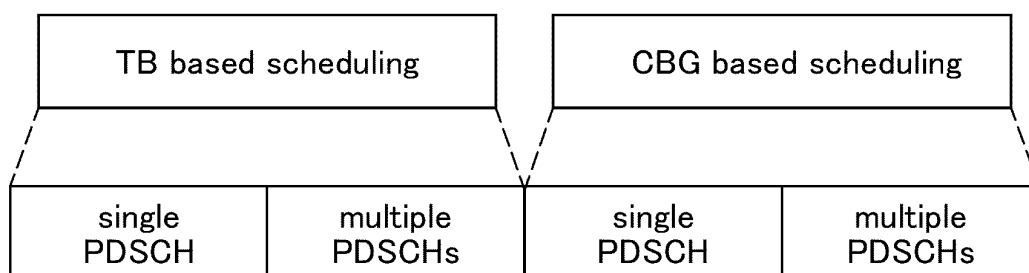 TB based scheduling
CBG based scheduling
single
PDSCH
multiple
PDSCHs
single
PDSCH
multiple
PDSCHs